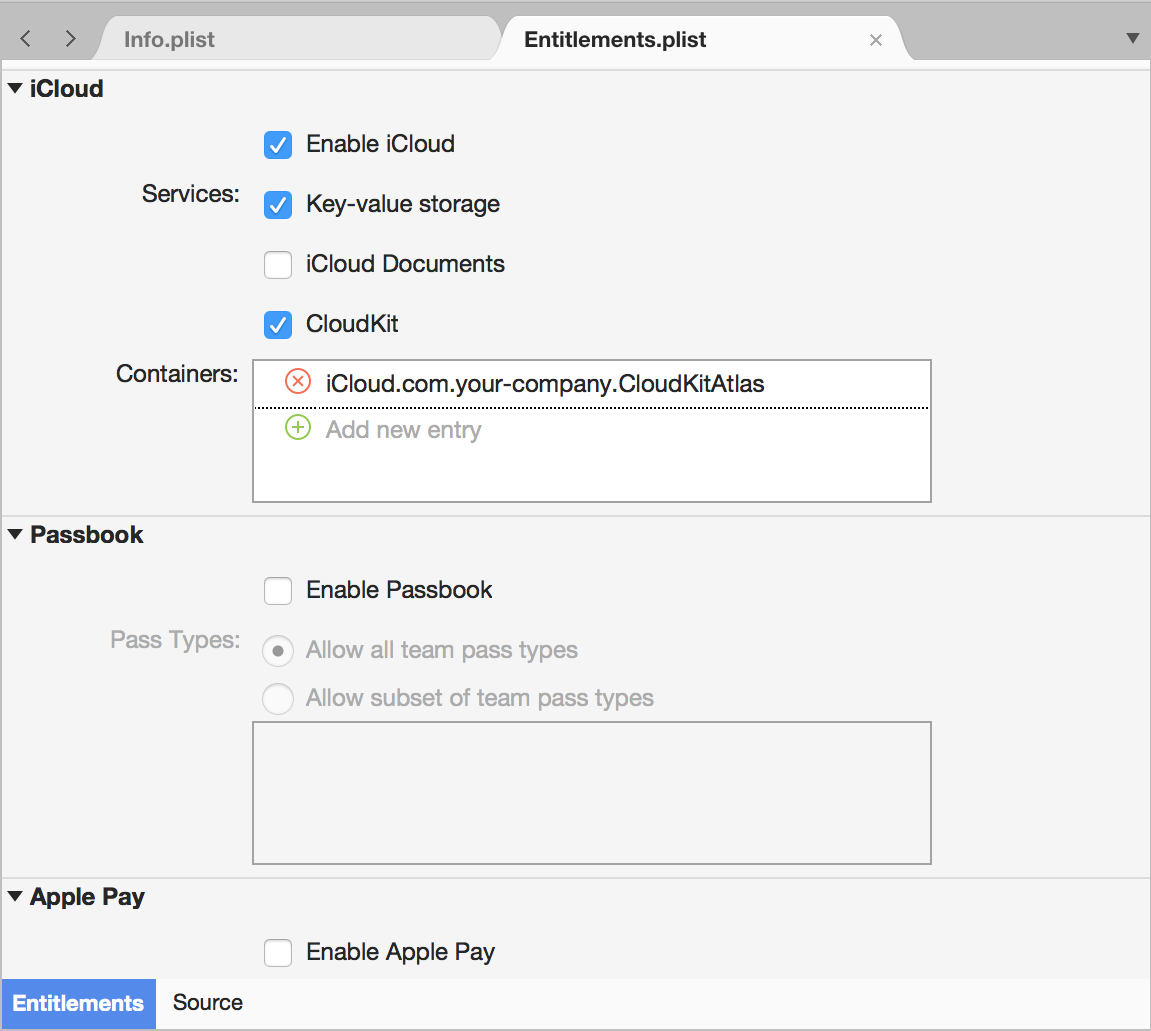 Info.plist
Entitlements.plist
iCloud
Enable iCloud
Services:
Key-value storage
iCloud Documents
CloudKit
Containers:
iCloud.com.your-company.CloudKitAtlas
Add new entry
Passbook
Enable Passbook
Pass Types:
Allow all team pass types
Allow subset of team pass types
Apple Pay
Enable Apple Pay
Entitlements
Source